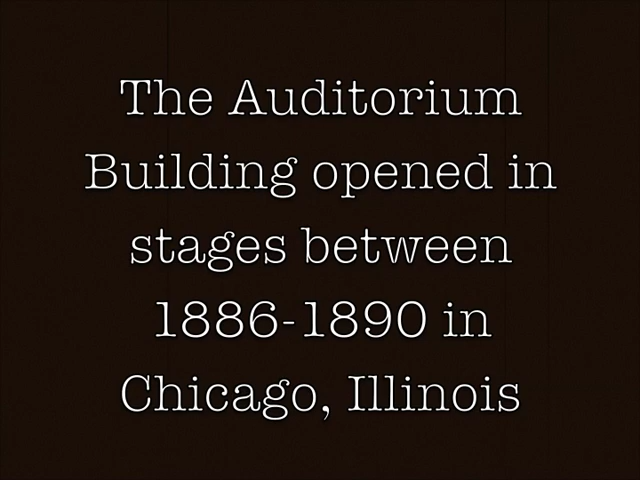 The Auditorium
Building opened in
stages between
1886-1890 in
Chicago, Illinois